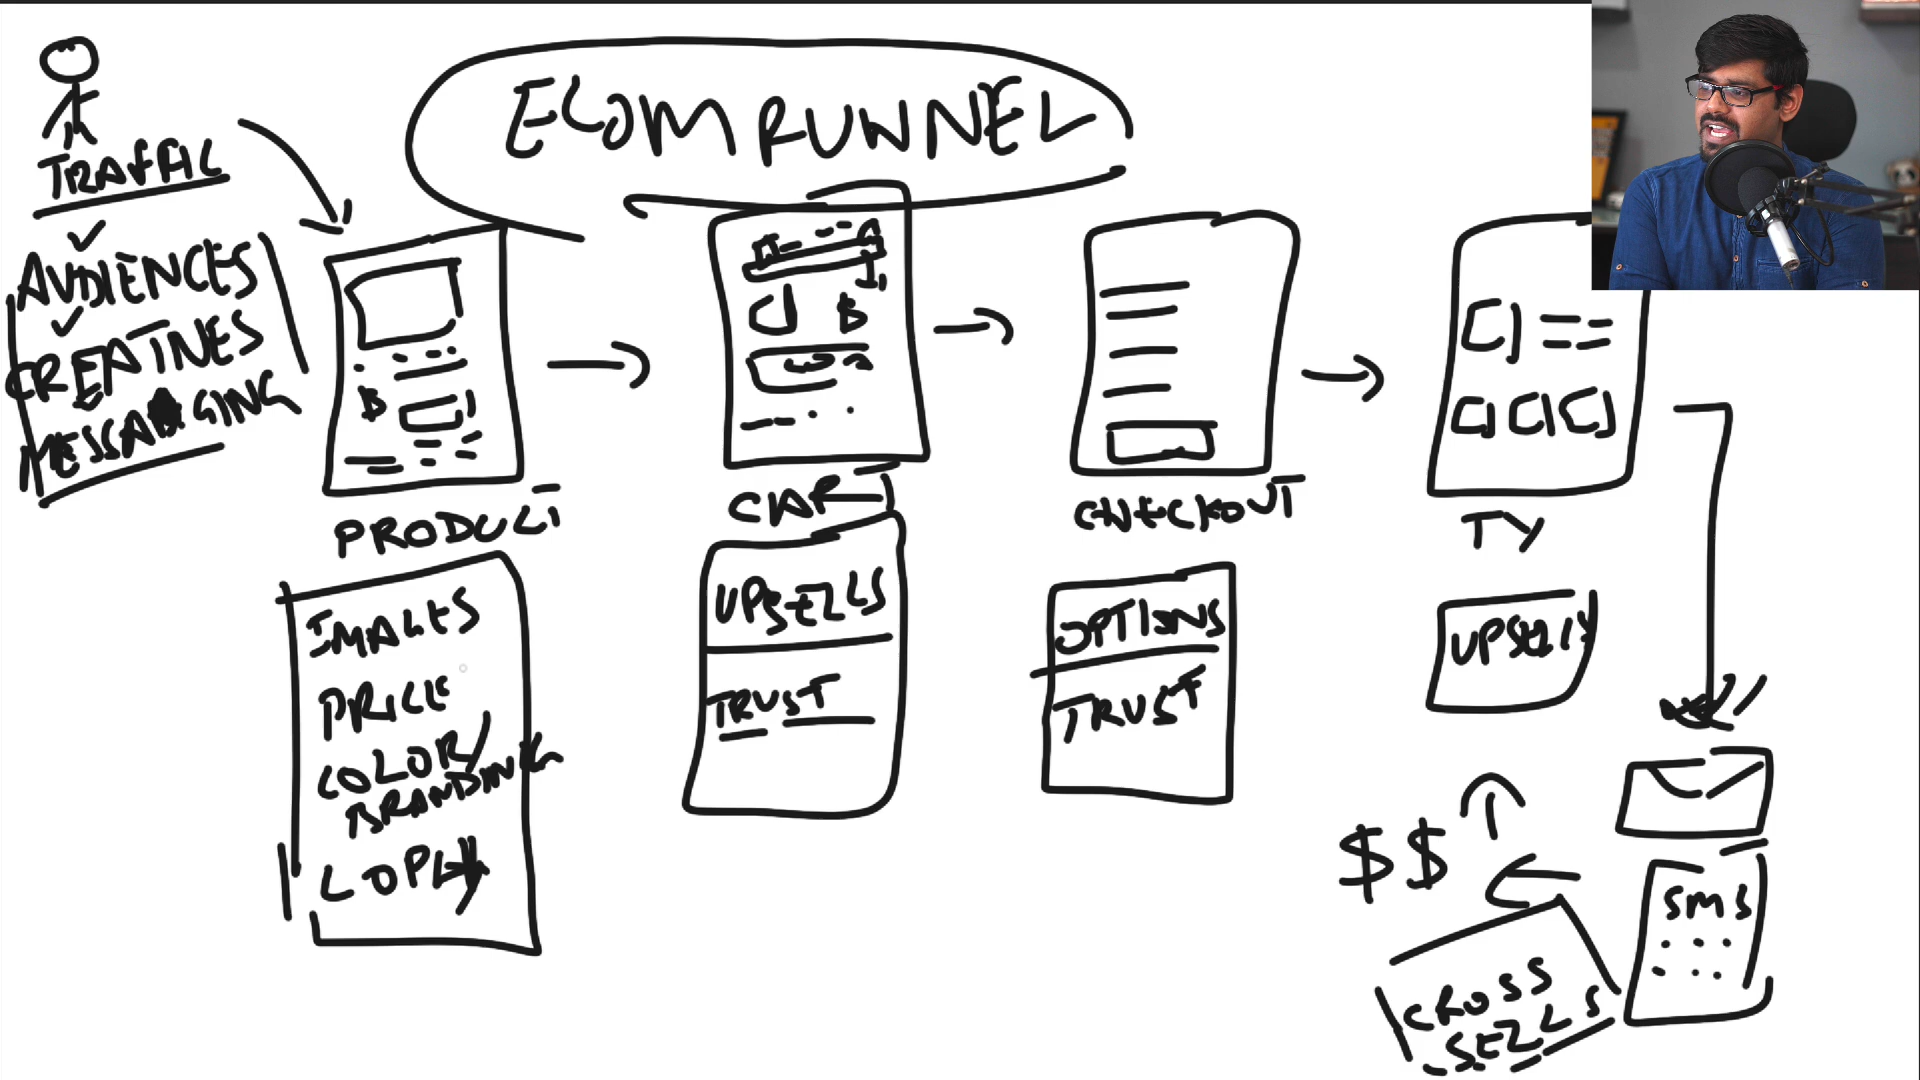 ECOM FUNNEL
TRAFFIC
AUDIENCES
CREATIVES
MESSAGING
PRODUCT
CART
CHECKOUT
TY
IMAGES
PRICE
COLOR/
BRANDING
COPY
UPSELLS
TRUST
OPTIONS
TRUST
UPSELLS
$$
SMS
CROSS
SELLS